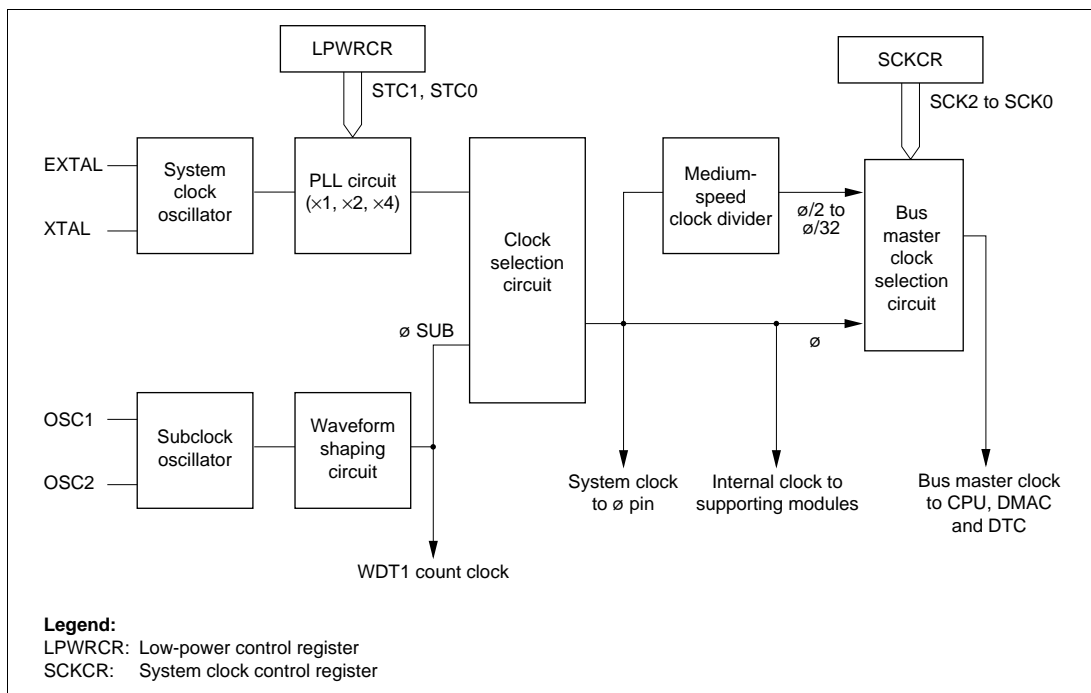 LPWRCR
STC1, STC0
SCKCR
SCK2 to SCK0
EXTAL
XTAL
System
clock
oscillator
PLL circuit
(×1, ×2, ×4)
Clock
selection
circuit
Medium-
speed
clock divider
ø/2 to
ø/32
Bus
master
clock
selection
circuit
ø SUB
ø
OSC1
OSC2
Subclock
oscillator
Waveform
shaping
circuit
System clock
to ø pin
Internal clock to
supporting modules
Bus master clock
to CPU, DMAC
and DTC
WDT1 count clock
Legend:
LPWRCR: Low-power control register
SCKCR: System clock control register